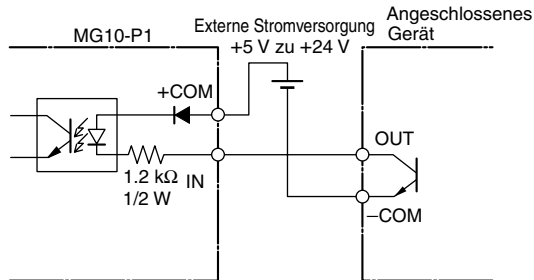 MG10-P1
Externe Stromversorgung
+5 V zu +24 V
Angeschlossenes
Gerät
+COM
1.2 kΩ
1/2 W
IN
OUT
−COM